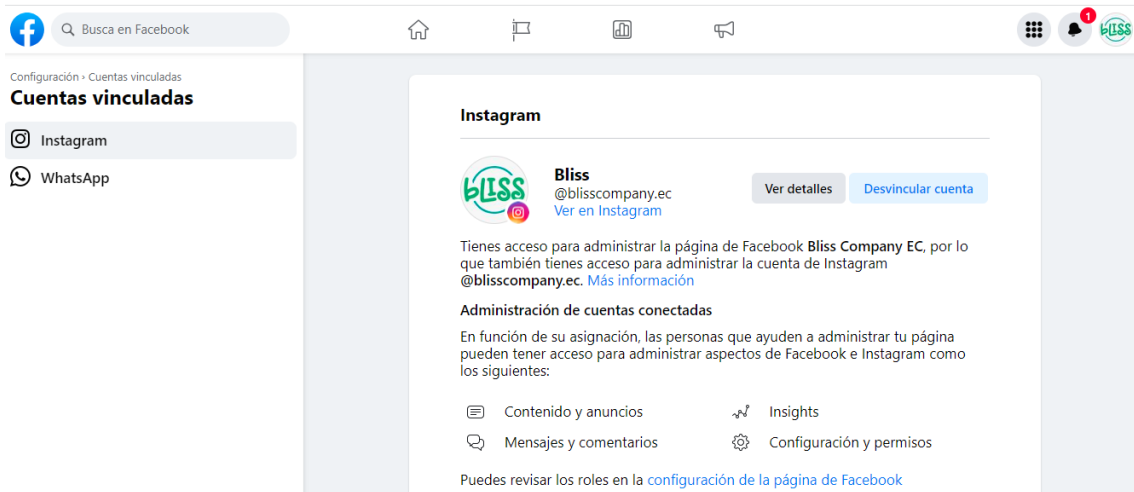 Busca en Facebook
1
bLISS
Configuración › Cuentas vinculadas
Cuentas vinculadas
Instagram
WhatsApp
Instagram
bLISS
Bliss
@blisscompany.ec
Ver en Instagram
Ver detalles
Desvincular cuenta
Tienes acceso para administrar la página de Facebook Bliss Company EC, por lo
que también tienes acceso para administrar la cuenta de Instagram
@blisscompany.ec. Más información
Administración de cuentas conectadas
En función de su asignación, las personas que ayuden a administrar tu página
pueden tener acceso para administrar aspectos de Facebook e Instagram como
los siguientes:
Contenido y anuncios
Insights
Mensajes y comentarios
Configuración y permisos
Puedes revisar los roles en la configuración de la página de Facebook